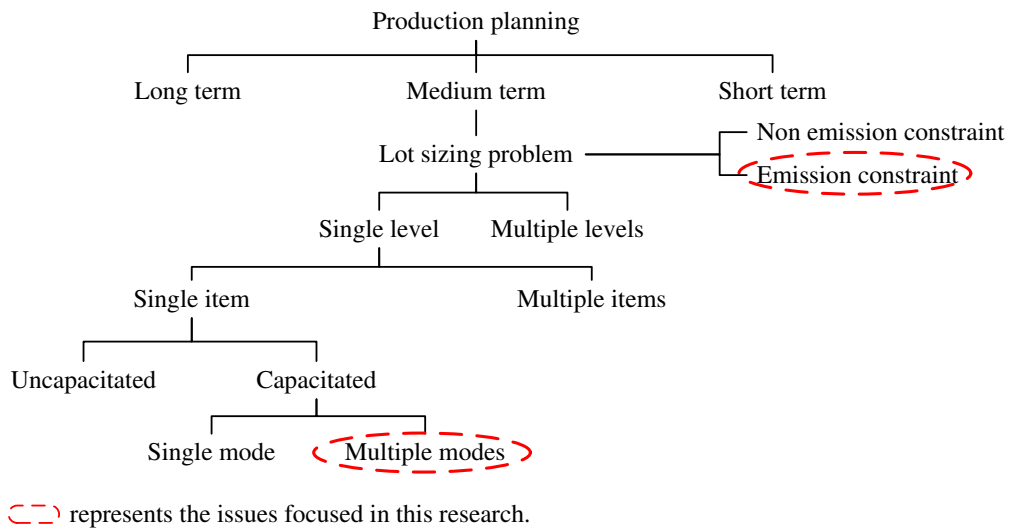 Production planning
Long term
Medium term
Short term
Non emission constraint
Lot sizing problem
Emission constraint
Single level
Multiple levels
Single item
Multiple items
Uncapacitated
Capacitated
Single mode
Multiple modes
represents the issues focused in this research.